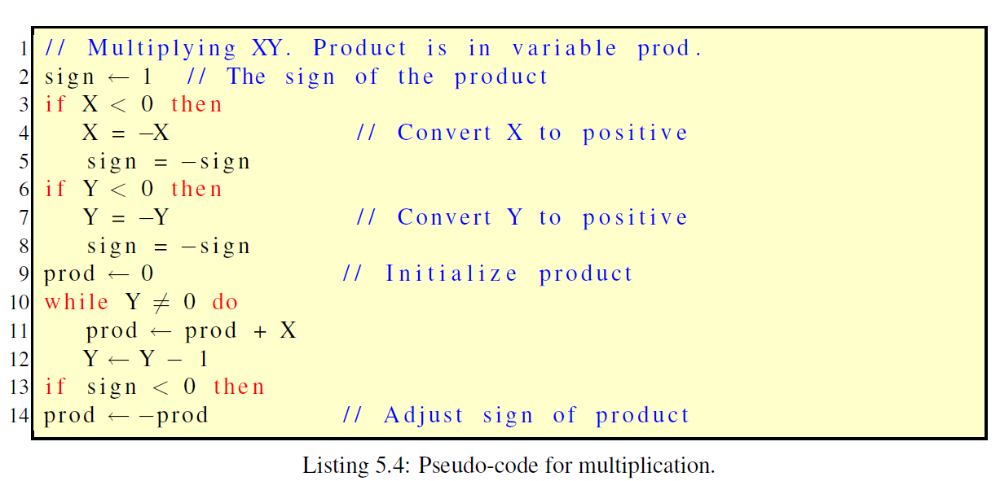 1 // Multiplying XY. Product is in variable prod.
2 sign ← 1 // The sign of the product
3 if X < 0 then
4 X = −X // Convert X to positive
5 sign = −sign
6 if Y < 0 then
7 Y = −Y // Convert Y to positive
8 sign = −sign
9 prod ← 0 // Initialize product
10 while Y ≠ 0 do
11 prod ← prod + X
12 Y ← Y − 1
13 if sign < 0 then
14 prod ← −prod // Adjust sign of product
Listing 5.4: Pseudo-code for multiplication.